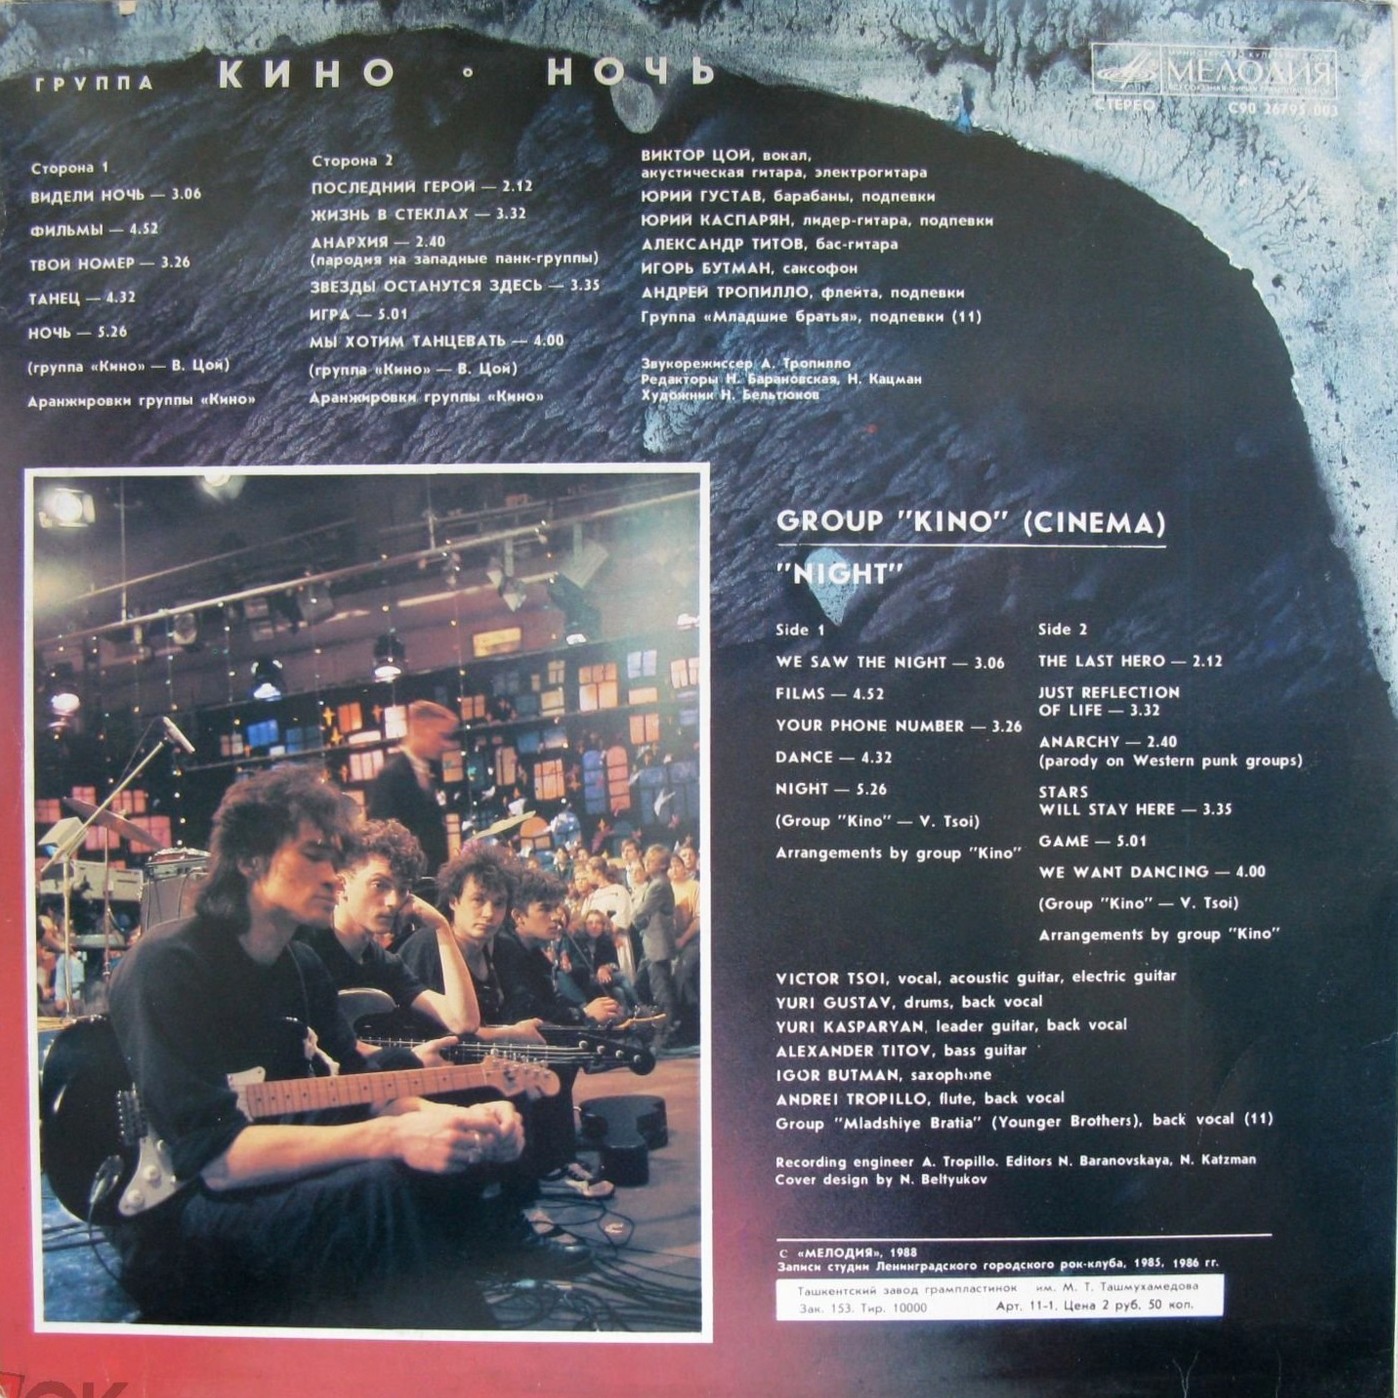 ГРУППА КИНО ° НОЧЬ
МИНИСТЕРСТВО КУЛЬТУРЫ
МЕЛОДИЯ
ВСЕСОЮЗНАЯ ФИРМА ГРАМПЛАСТИНОК
СТЕРЕО С90 26795 003
Сторона 1
ВИДЕЛИ НОЧЬ — 3.06
ФИЛЬМЫ — 4.52
ТВОЙ НОМЕР — 3.26
ТАНЕЦ — 4.32
НОЧЬ — 5.26
(группа «Кино» — В. Цой)
Аранжировки группы «Кино»
Сторона 2
ПОСЛЕДНИЙ ГЕРОЙ — 2.12
ЖИЗНЬ В СТЕКЛАХ — 3.32
АНАРХИЯ — 2.40
(пародия на западные панк-группы)
ЗВЕЗДЫ ОСТАНУТСЯ ЗДЕСЬ — 3.35
ИГРА — 5.01
МЫ ХОТИМ ТАНЦЕВАТЬ — 4.00
(группа «Кино» — В. Цой)
Аранжировки группы «Кино»
ВИКТОР ЦОЙ, вокал,
акустическая гитара, электрогитара
ЮРИЙ ГУСТАВ, барабаны, подпевки
ЮРИЙ КАСПАРЯН, лидер-гитара, подпевки
АЛЕКСАНДР ТИТОВ, бас-гитара
ИГОРЬ БУТМАН, саксофон
АНДРЕЙ ТРОПИЛЛО, флейта, подпевки
Группа «Младшие братья», подпевки (11)
Звукорежиссер А. Тропилло
Редакторы Н. Барановская, Н. Кацман
Художник Н. Бельтюков
GROUP "KINO" (CINEMA)
"NIGHT"
Side 1
WE SAW THE NIGHT — 3.06
FILMS — 4.52
YOUR PHONE NUMBER — 3.26
DANCE — 4.32
NIGHT — 5.26
(Group "Kino" — V. Tsoi)
Arrangements by group "Kino"
Side 2
THE LAST HERO — 2.12
JUST REFLECTION
OF LIFE — 3.32
ANARCHY — 2.40
(parody on Western punk groups)
STARS
WILL STAY HERE — 3.35
GAME — 5.01
WE WANT DANCING — 4.00
(Group "Kino" — V. Tsoi)
Arrangements by group "Kino"
VICTOR TSOI, vocal, acoustic guitar, electric guitar
YURI GUSTAV, drums, back vocal
YURI KASPARYAN, leader guitar, back vocal
ALEXANDER TITOV, bass guitar
IGOR BUTMAN, saxophone
ANDREI TROPILLO, flute, back vocal
Group "Mladshiye Bratia" (Younger Brothers), back vocal (11)
Recording engineer A. Tropillo. Editors N. Baranovskaya, N. Katzman
Cover design by N. Beltyukov
С «МЕЛОДИЯ», 1988
Записи студии Ленинградского городского рок-клуба, 1985, 1986 гг.
Ташкентский завод грампластинок им. М. Т. Ташмухамедова
Зак. 153. Тир. 10000 Арт. 11-1. Цена 2 руб. 50 коп.